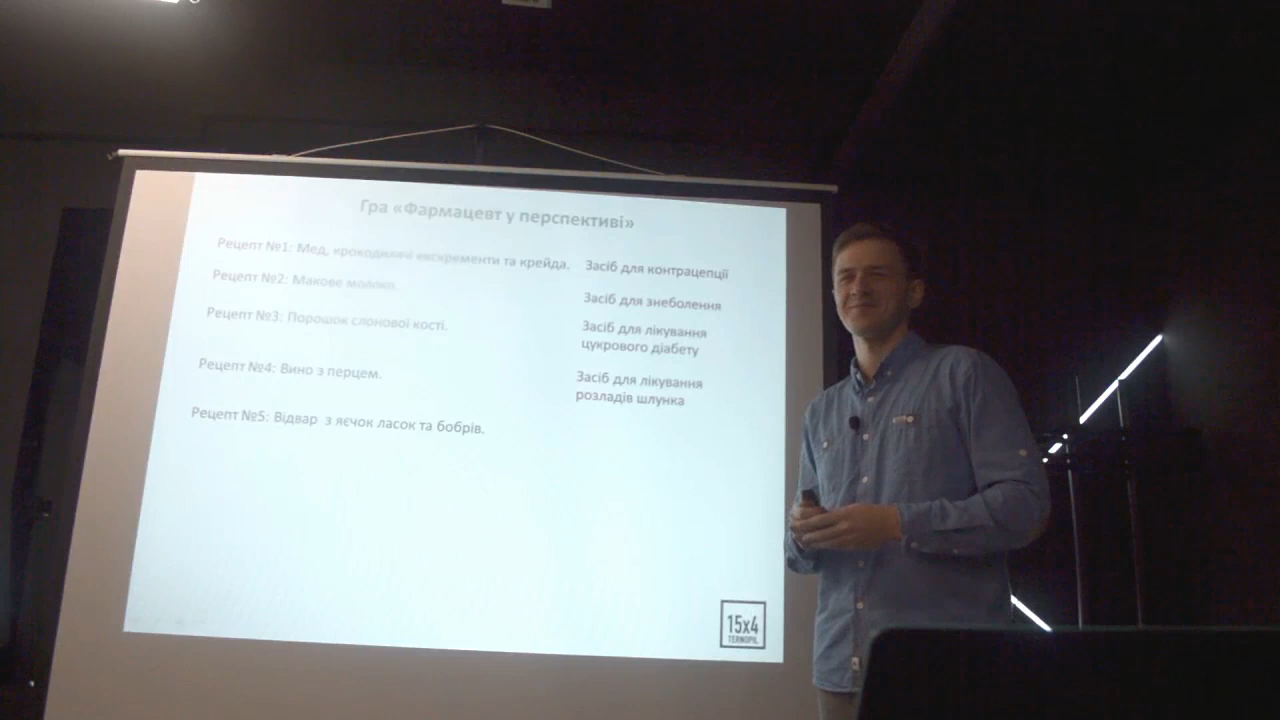 Гра «Фармацевт у перспективі»
Рецепт №1: Мед, крокодилячі екскременти та крейда.
Засіб для контрацепції
Рецепт №2: Макове молоко.
Засіб для знеболення
Рецепт №3: Порошок слонової кості.
Засіб для лікування
цукрового діабету
Рецепт №4: Вино з перцем.
Засіб для лікування
розладів шлунка
Рецепт №5: Відвар з яєчок ласок та бобрів.
15x4
TERNOPIL